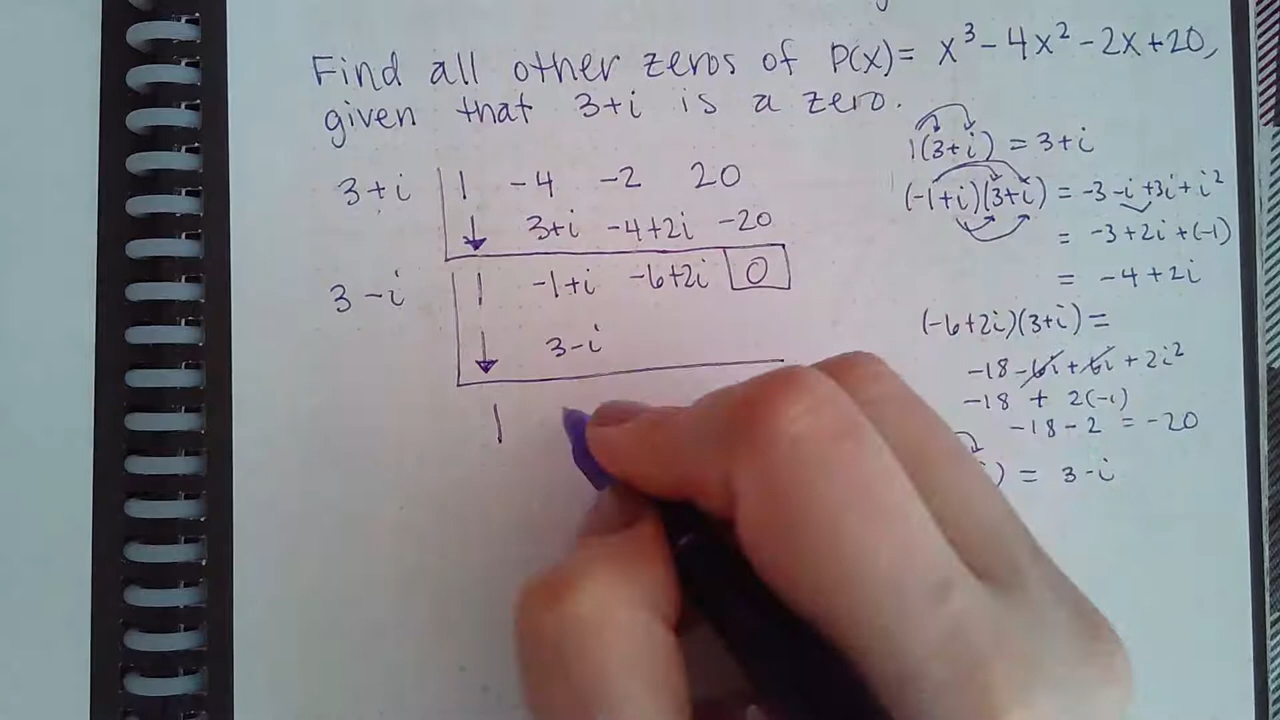 Find all other zeros of P(x) = x³ - 4x² - 2x + 20,
given that 3+i is a zero.
3+i | 1 -4 -2 20
↓ 3+i -4+2i -20
3-i | 1 -1+i -6+2i 0
↓ 3-i
1
1(3+i) = 3+i
(-1+i)(3+i) = -3 -i +3i + i²
= -3+2i+(-1)
= -4+2i
(-6+2i)(3+i) =
-18 -6i + 6i + 2i²
-18 + 2(-1)
-18-2 = -20
) = 3-i